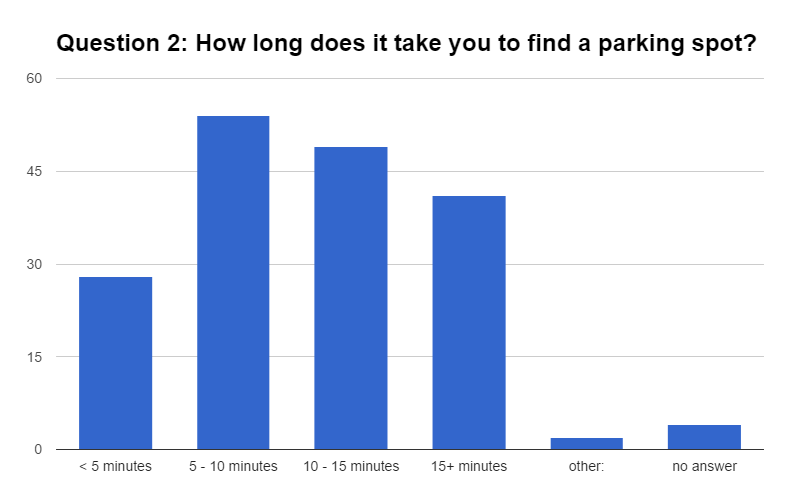 Question 2: How long does it take you to find a parking spot?
60
45
30
15
0
< 5 minutes
5 - 10 minutes
10 - 15 minutes
15+ minutes
other:
no answer